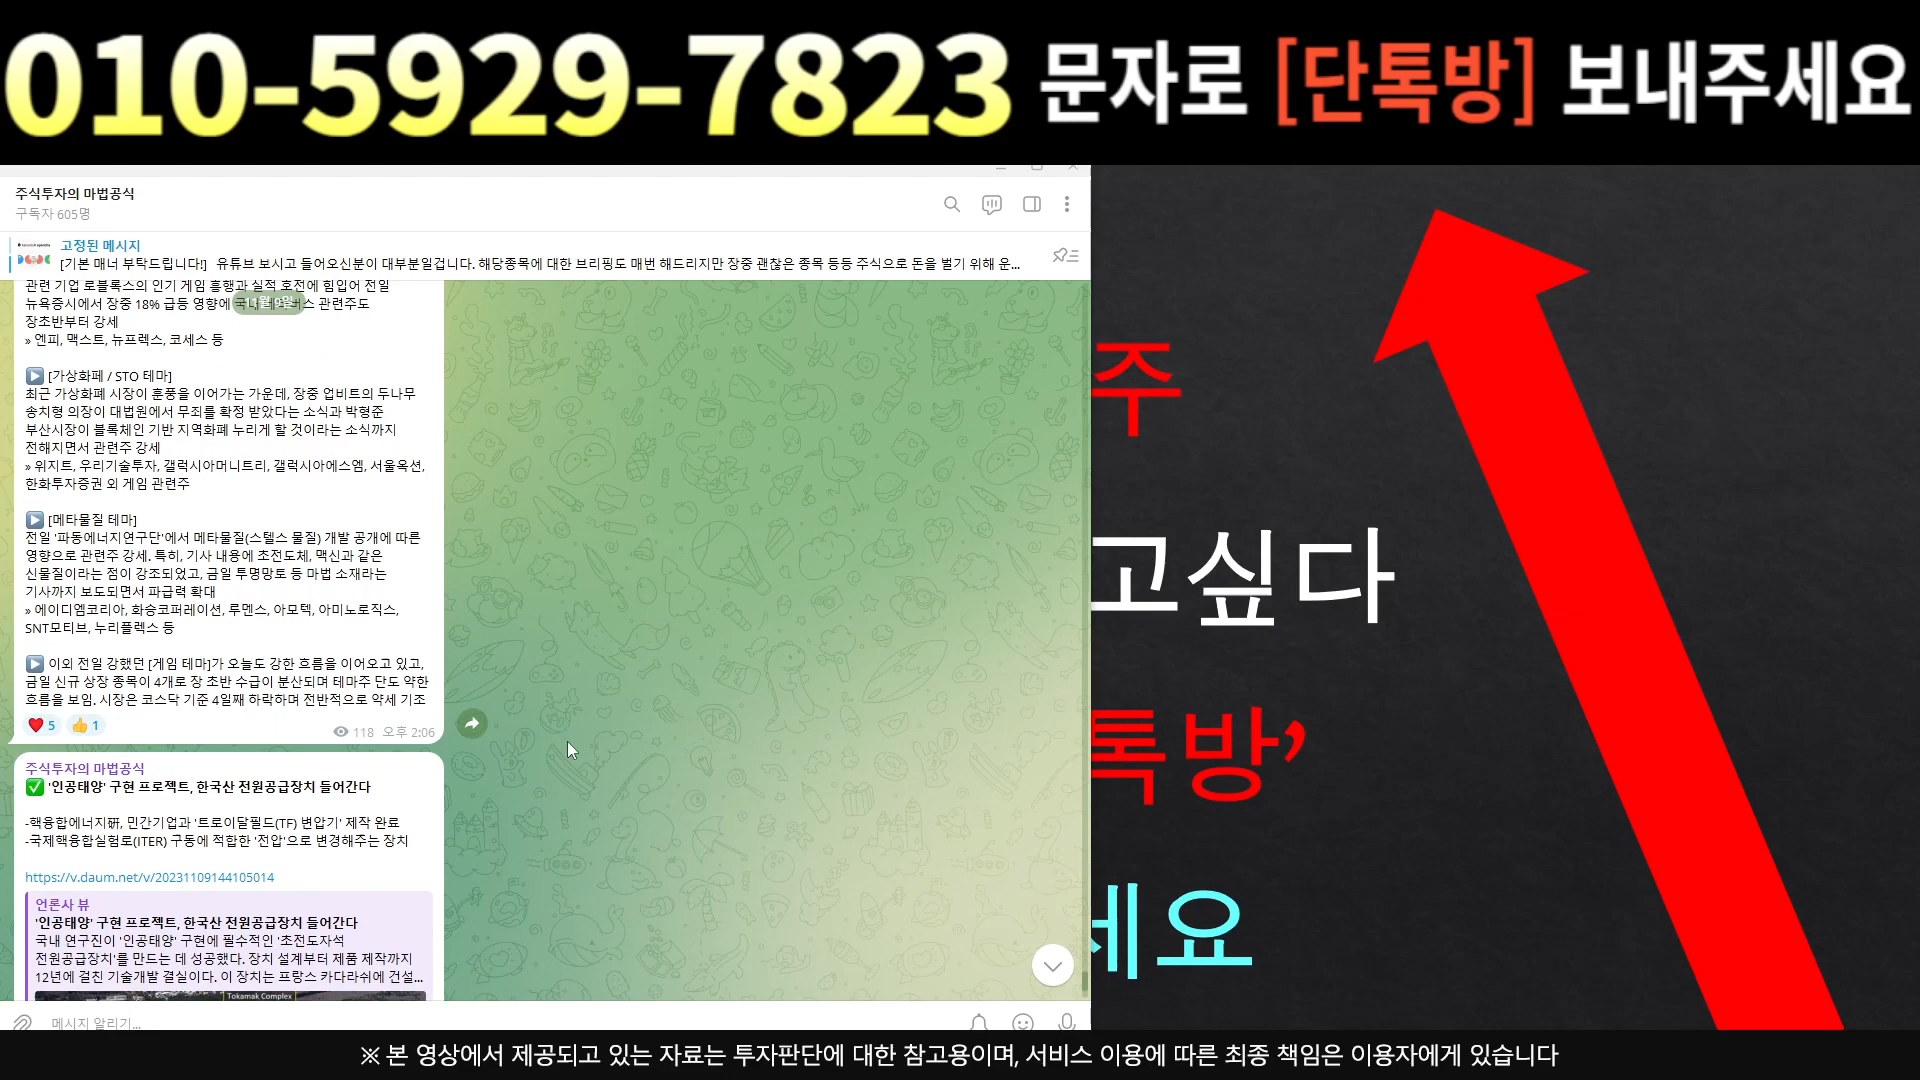 010-5929-7823 문자로 [단톡방] 보내주세요
주식투자의 마법공식
구독자 605명
고정된 메시지
[기본 매너 부탁드립니다!] 유튜브 보시고 들어오신분이 대부분일겁니다. 해당종목에 대한 브리핑도 매번 해드리지만 장중 괜찮은 종목 등등 주식으로 돈을 벌기 위해 운...
관련 기업 로블록스의 인기 게임 흥행과 실적 호전에 힘입어 전일
11월 9일
뉴욕증시에서 장중 18% 급등 영향에 국내 메타버스 관련주도
장초반부터 강세
» 엔피, 맥스트, 뉴프렉스, 코세스 등
[가상화폐 / STO 테마]
최근 가상화폐 시장이 훈풍을 이어가는 가운데, 장중 업비트의 두나무
송치형 의장이 대법원에서 무죄를 확정 받았다는 소식과 박형준
부산시장이 블록체인 기반 지역화폐 누리게 할 것이라는 소식까지
전해지면서 관련주 강세
» 위지트, 우리기술투자, 갤럭시아머니트리, 갤럭시아에스엠, 서울옥션,
한화투자증권 외 게임 관련주
[메타물질 테마]
전일 '파동에너지연구단'에서 메타물질(스텔스 물질) 개발 공개에 따른
영향으로 관련주 강세. 특히, 기사 내용에 초전도체, 맥신과 같은
신물질이라는 점이 강조되었고, 금일 투명망토 등 마법 소재라는
기사까지 보도되면서 파급력 확대
» 에이디엠코리아, 화승코퍼레이션, 루멘스, 아모텍, 아미노로직스,
SNT모티브, 누리플렉스 등
이외 전일 강했던 [게임 테마]가 오늘도 강한 흐름을 이어오고 있고,
금일 신규 상장 종목이 4개로 장 초반 수급이 분산되며 테마주 단도 약한
흐름을 보임. 시장은 코스닥 기준 4일째 하락하며 전반적으로 약세 기조
5 1 118 오후 2:06
주식투자의 마법공식
'인공태양' 구현 프로젝트, 한국산 전원공급장치 들어간다
-핵융합에너지硏, 민간기업과 '트로이달필드(TF) 변압기' 제작 완료
-국제핵융합실험로(ITER) 구동에 적합한 '전압'으로 변경해주는 장치
https://v.daum.net/v/20231109144105014
언론사 뷰
'인공태양' 구현 프로젝트, 한국산 전원공급장치 들어간다
국내 연구진이 '인공태양' 구현에 필수적인 '초전도자석
전원공급장치'를 만드는 데 성공했다. 장치 설계부터 제품 제작까지
12년에 걸친 기술개발 결실이다. 이 장치는 프랑스 카다라쉬에 건설...
Tokamak Complex
메시지 알리기...
주
고싶다
톡방'
세요
※ 본 영상에서 제공되고 있는 자료는 투자판단에 대한 참고용이며, 서비스 이용에 따른 최종 책임은 이용자에게 있습니다